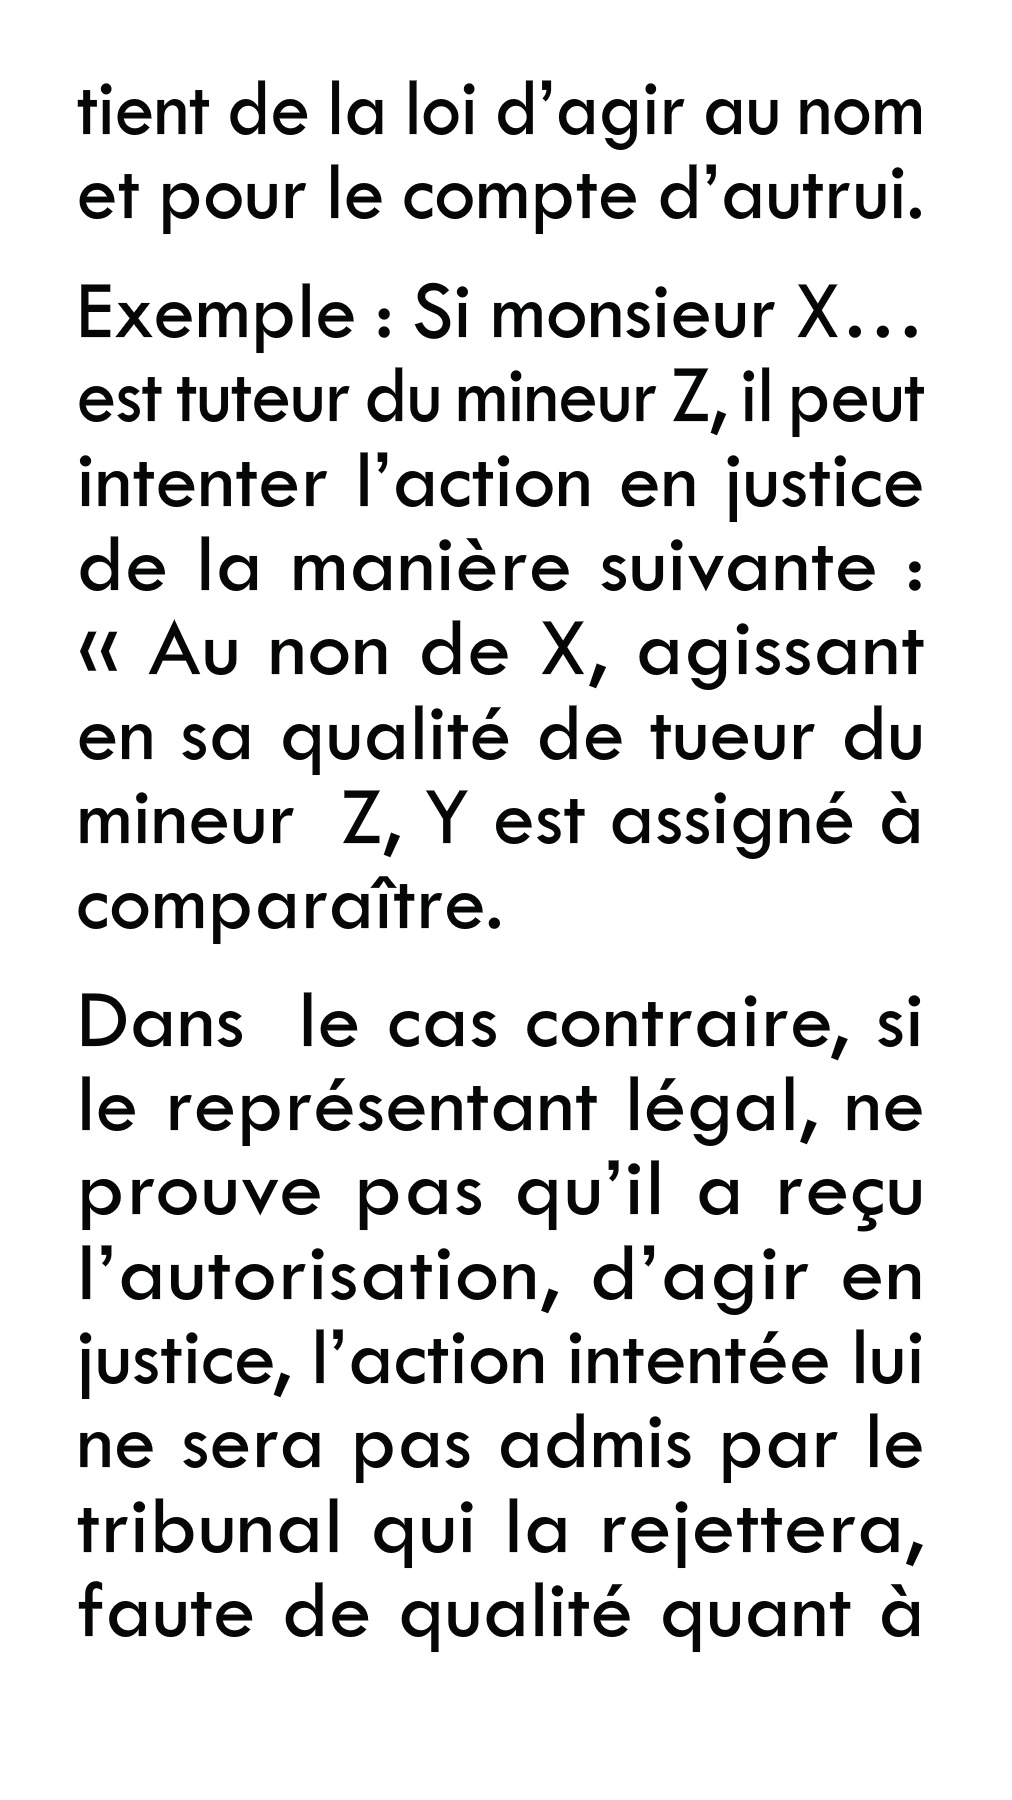 tient de la loi d’agir au nom
et pour le compte d’autrui.
Exemple : Si monsieur X…
est tuteur du mineur Z, il peut
intenter l’action en justice
de la manière suivante :
« Au non de X, agissant
en sa qualité de tueur du
mineur Z, Y est assigné à
comparaître.
Dans le cas contraire, si
le représentant légal, ne
prouve pas qu’il a reçu
l’autorisation, d’agir en
justice, l’action intentée lui
ne sera pas admis par le
tribunal qui la rejettera,
faute de qualité quant à